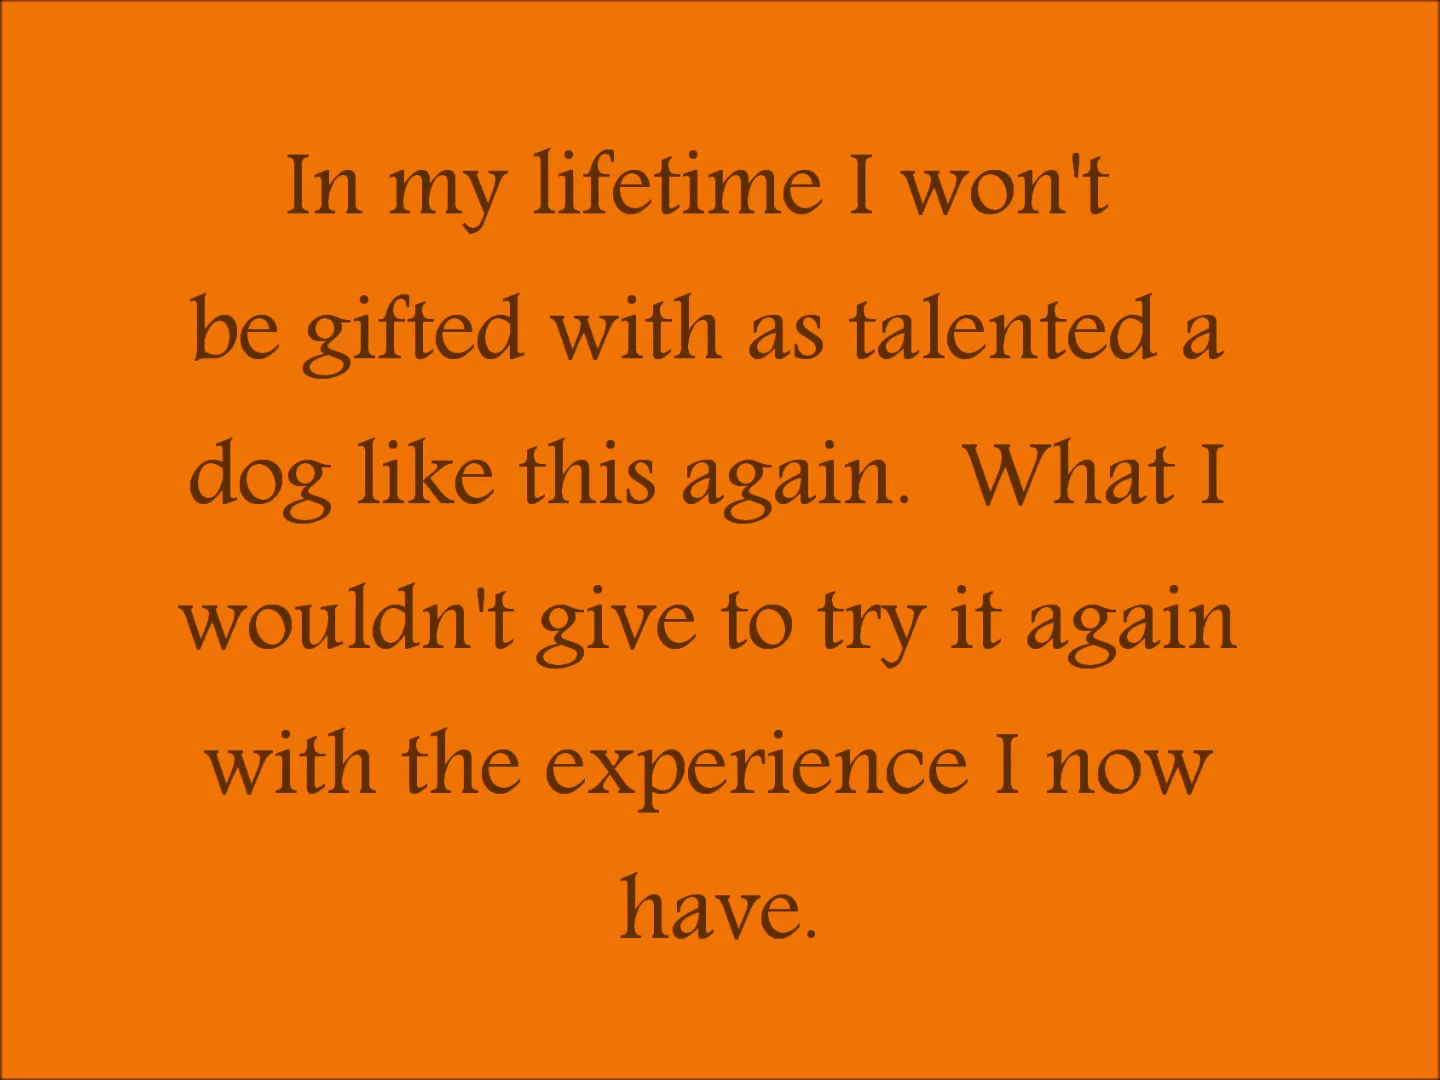 In my lifetime I won't
be gifted with as talented a
dog like this again.  What I
wouldn't give to try it again
with the experience I now
have.